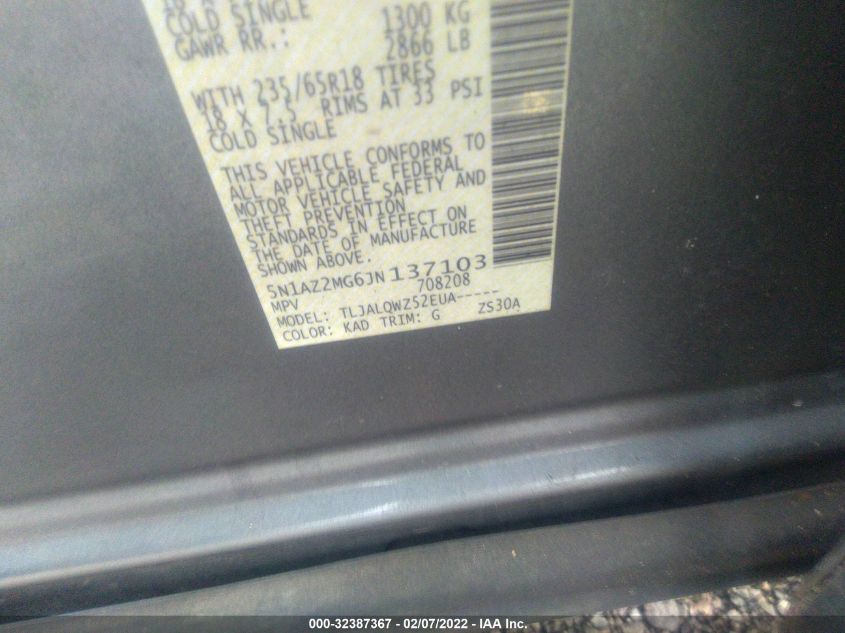 COLD SINGLE 1300 KG
GAWR RR.: 2866 LB
WITH 235/65R18 TIRES
18 X 7.5 RIMS AT 33 PSI
COLD SINGLE
THIS VEHICLE CONFORMS TO
ALL APPLICABLE FEDERAL
MOTOR VEHICLE SAFETY AND
THEFT PREVENTION
STANDARDS IN EFFECT ON
THE DATE OF MANUFACTURE
SHOWN ABOVE.
5N1AZ2MG6JN137103
MPV 708208
MODEL: TLJALQWZ52EUA-----
COLOR: KAD TRIM: G ZS30A
000-32387367 - 02/07/2022 - IAA Inc.